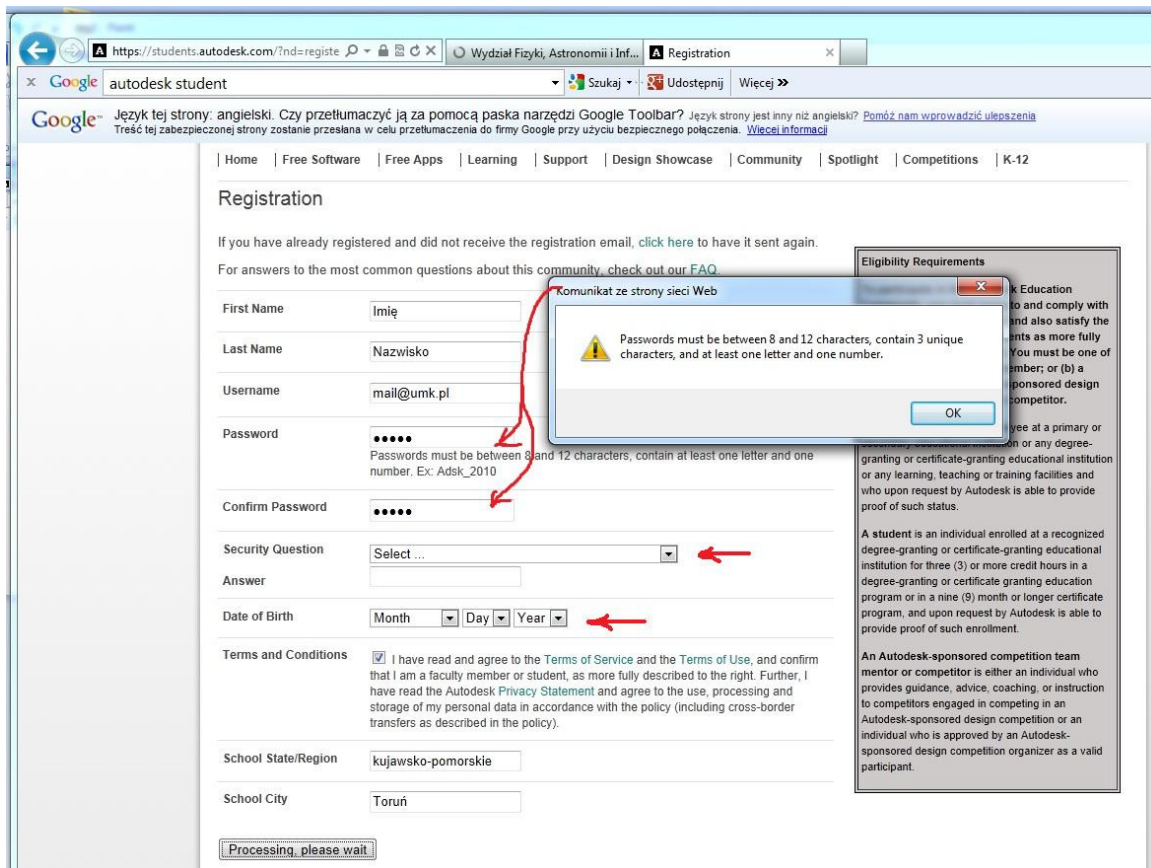 https://students.autodesk.com/?nd=registe
Wydział Fizyki, Astronomii i Inf...
Registration
x Google autodesk student
Szukaj
Udostępnij
Więcej »
Google Język tej strony: angielski. Czy przetłumaczyć ją za pomocą paska narzędzi Google Toolbar? Język strony jest inny niż angielski? Pomóż nam wprowadzić ulepszenia
Treść tej zabezpieczonej strony zostanie przesłana w celu przetłumaczenia do firmy Google przy użyciu bezpiecznego połączenia. Więcej informacji
| Home | Free Software | Free Apps | Learning | Support | Design Showcase | Community | Spotlight | Competitions | K-12
Registration
If you have already registered and did not receive the registration email, click here to have it sent again.
For answers to the most common questions about this community, check out our FAQ.
First Name
Imię
Last Name
Nazwisko
Username
mail@umk.pl
Password
•••••
Passwords must be between 8 and 12 characters, contain at least one letter and one
number. Ex: Adsk_2010
Confirm Password
•••••
Security Question
Select ...
Answer
Date of Birth
Month
Day
Year
Terms and Conditions
I have read and agree to the Terms of Service and the Terms of Use, and confirm
that I am a faculty member or student, as more fully described to the right. Further, I
have read the Autodesk Privacy Statement and agree to the use, processing and
storage of my personal data in accordance with the policy (including cross-border
transfers as described in the policy).
School State/Region
kujawsko-pomorskie
School City
Toruń
Processing, please wait
Komunikat ze strony sieci Web
Passwords must be between 8 and 12 characters, contain 3 unique
characters, and at least one letter and one number.
OK
Eligibility Requirements
k Education
to and comply with
and also satisfy the
ents as more fully
You must be one of
ember; or (b) a
ponsored design
competitor.
yee at a primary or
secondary educational institution or any degree-
granting or certificate-granting educational institution
or any learning, teaching or training facilities and
who upon request by Autodesk is able to provide
proof of such status.
A student is an individual enrolled at a recognized
degree-granting or certificate-granting educational
institution for three (3) or more credit hours in a
degree-granting or certificate granting education
program or in a nine (9) month or longer certificate
program, and upon request by Autodesk is able to
provide proof of such enrollment.
An Autodesk-sponsored competition team
mentor or competitor is either an individual who
provides guidance, advice, coaching, or instruction
to competitors engaged in competing in an
Autodesk-sponsored design competition or an
individual who is approved by an Autodesk-
sponsored design competition organizer as a valid
participant.